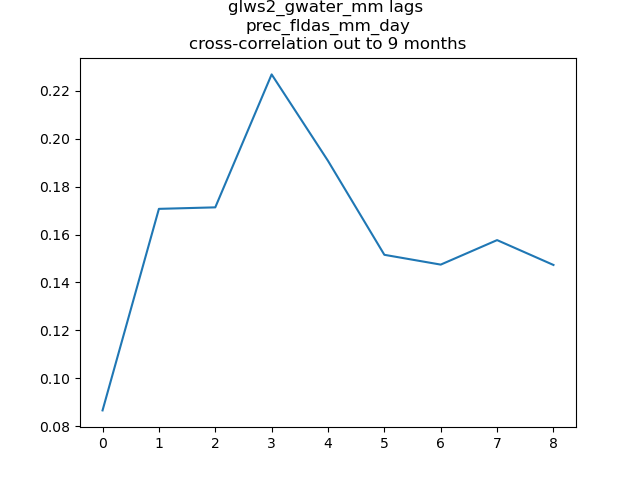 glws2_gwater_mm lags
prec_fldas_mm_day
cross-correlation out to 9 months
0.22
0.20
0.18
0.16
0.14
0.12
0.10
0.08
0 1 2 3 4 5 6 7 8